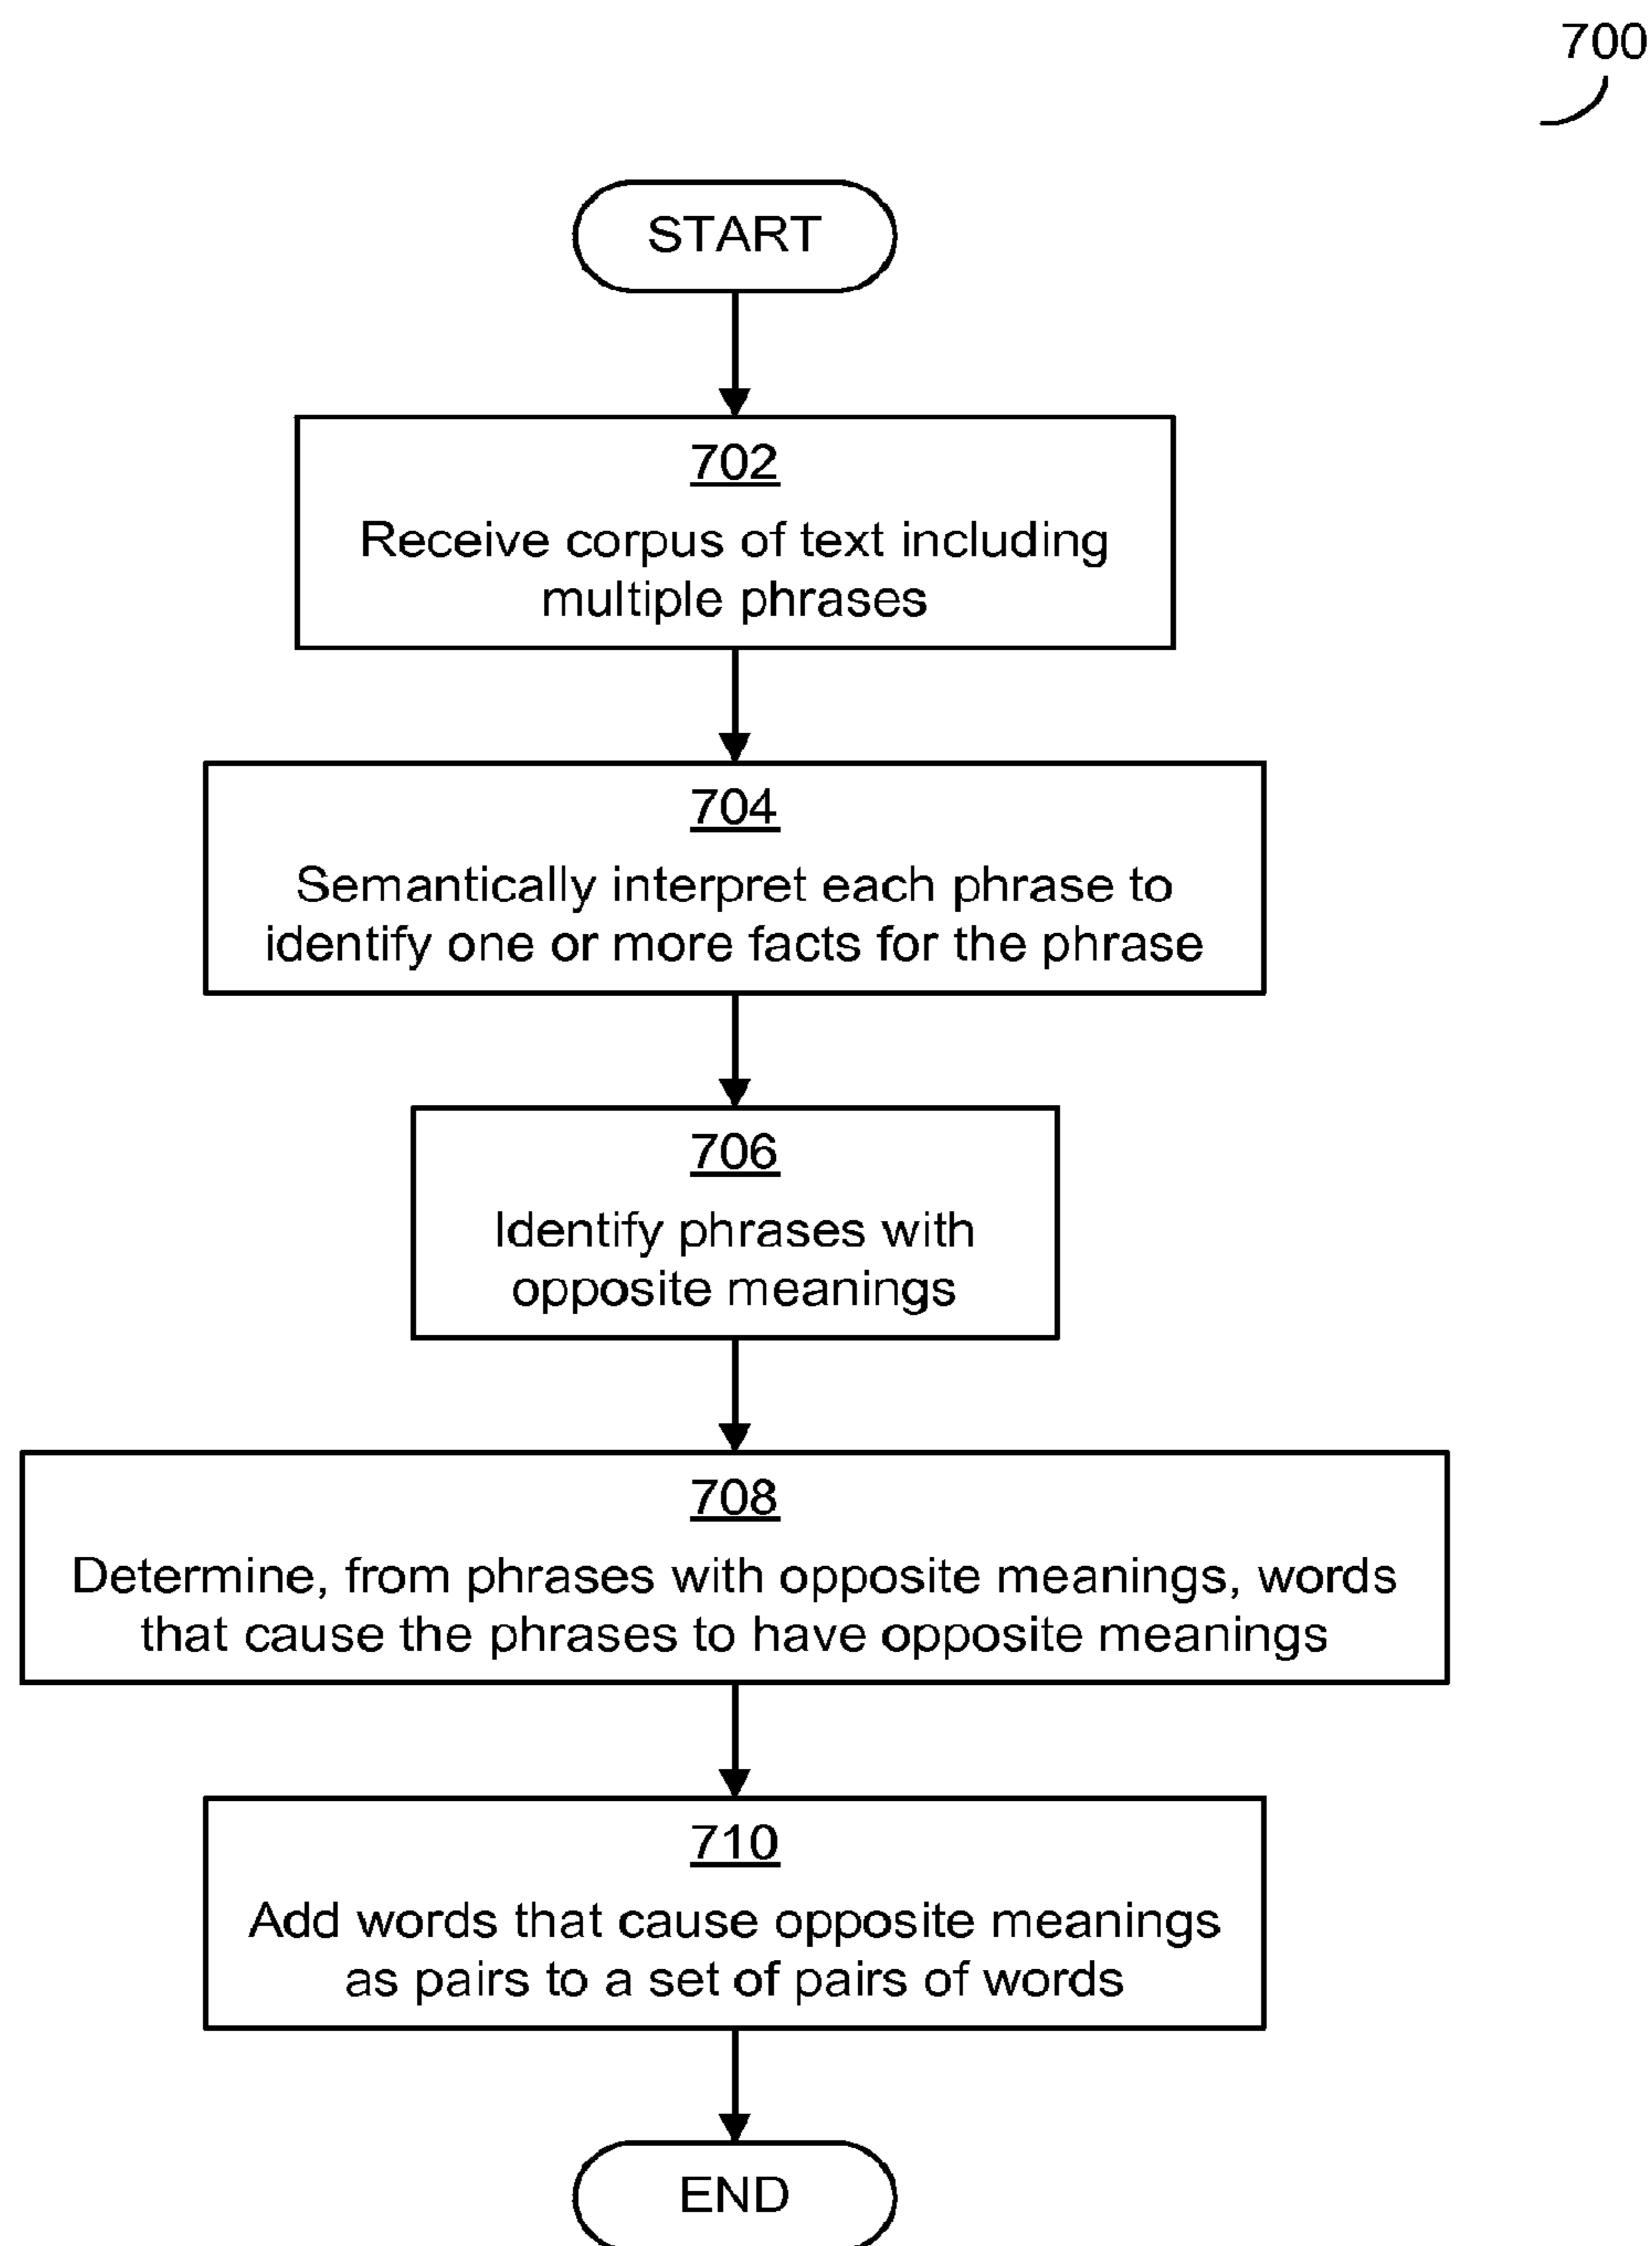 700
START
702
Receive corpus of text including
multiple phrases
704
Semantically interpret each phrase to
identify one or more facts for the phrase
706
Identify phrases with
opposite meanings
708
Determine, from phrases with opposite meanings, words
that cause the phrases to have opposite meanings
710
Add words that cause opposite meanings
as pairs to a set of pairs of words
END